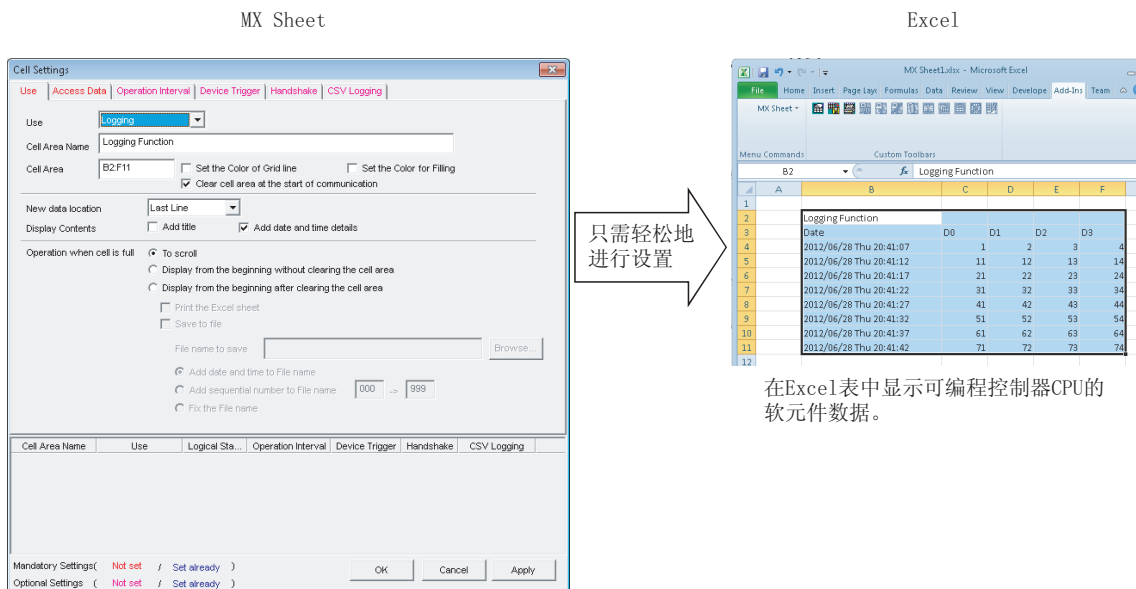 MX Sheet
Excel
Cell Settings
Use Access Data Operation Interval Device Trigger Handshake CSV Logging
Use Logging
Cell Area Name Logging Function
Cell Area B2:F11 Set the Color of Grid line Set the Color for Filling
Clear cell area at the start of communication
New data location Last Line
Display Contents Add title Add date and time details
Operation when cell is full To scroll
Display from the beginning without clearing the cell area
Display from the beginning after clearing the cell area
Print the Excel sheet
Save to file
File name to save Browse...
Add date and time to File name
Add sequential number to File name 000 -> 999
Fix the File name
Cell Area Name Use Logical Sta... Operation Interval Device Trigger Handshake CSV Logging
Mandatory Settings( Not set / Set already )
Optional Settings ( Not set / Set already )
OK Cancel Apply
只需轻松地
进行设置
MX Sheet1.xlsx - Microsoft Excel
File Home Insert Page Layc Formulas Data Review View Develope Add-Ins Team
MX Sheet
Menu Commands Custom Toolbars
B2 fx Logging Function
A B C D E F
1
2 Logging Function
3 Date D0 D1 D2 D3
4 2012/06/28 Thu 20:41:07 1 2 3 4
5 2012/06/28 Thu 20:41:12 11 12 13 14
6 2012/06/28 Thu 20:41:17 21 22 23 24
7 2012/06/28 Thu 20:41:22 31 32 33 34
8 2012/06/28 Thu 20:41:27 41 42 43 44
9 2012/06/28 Thu 20:41:32 51 52 53 54
10 2012/06/28 Thu 20:41:37 61 62 63 64
11 2012/06/28 Thu 20:41:42 71 72 73 74
12
在Excel表中显示可编程控制器CPU的
软元件数据。